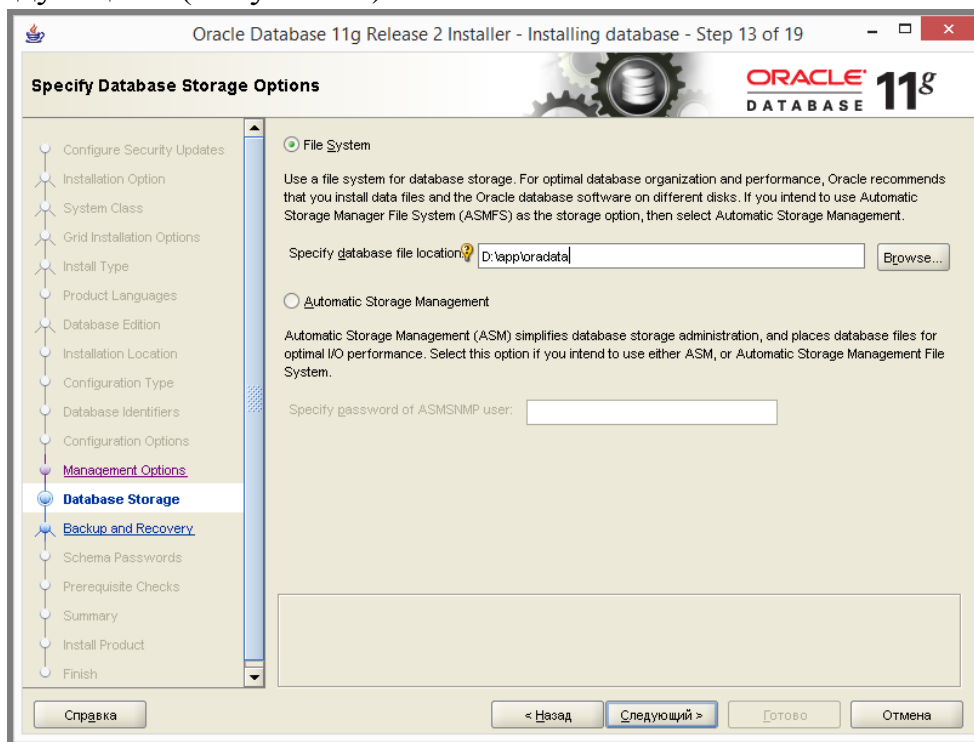 Oracle Database 11g Release 2 Installer - Installing database - Step 13 of 19
Specify Database Storage Options
ORACLE 11g
DATABASE
Configure Security Updates
Installation Option
System Class
Grid Installation Options
Install Type
Product Languages
Database Edition
Installation Location
Configuration Type
Database Identifiers
Configuration Options
Management Options
Database Storage
Backup and Recovery
Schema Passwords
Prerequisite Checks
Summary
Install Product
Finish
File System
Use a file system for database storage. For optimal database organization and performance, Oracle recommends
that you install data files and the Oracle database software on different disks. If you intend to use Automatic
Storage Manager File System (ASMFS) as the storage option, then select Automatic Storage Management.
Specify database file location D:\app\oradata Browse...
Automatic Storage Management
Automatic Storage Management (ASM) simplifies database storage administration, and places database files for
optimal I/O performance. Select this option if you intend to use either ASM, or Automatic Storage Management File
System.
Specify password of ASMSNMP user:
Справка < Назад Следующий > Готово Отмена